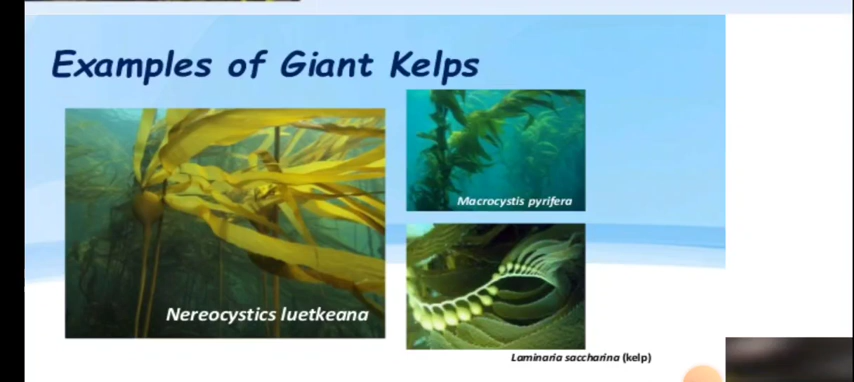 Examples of Giant Kelps
Macrocystis pyrifera
Nereocystics luetkeana
Laminaria saccharina (kelp)